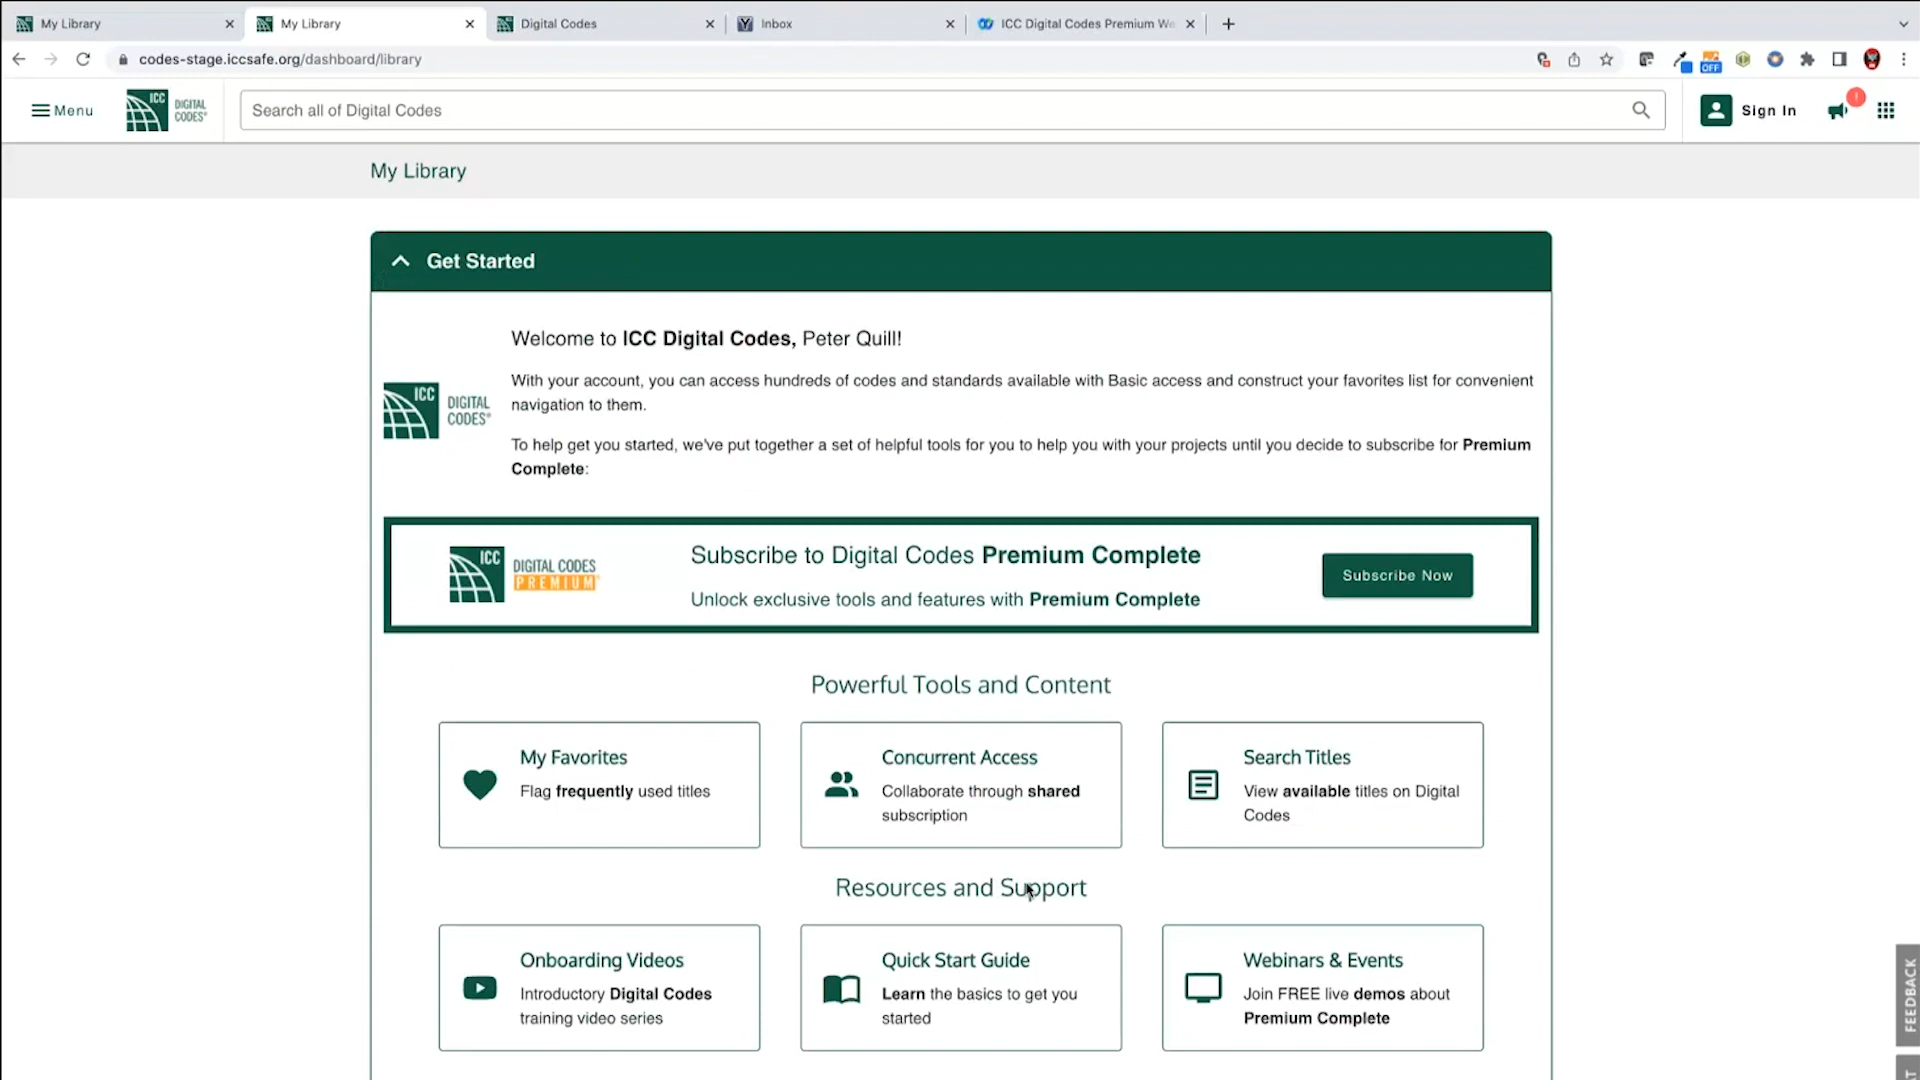 My Library
My Library
Digital Codes
Inbox
ICC Digital Codes Premium We
codes-stage.iccsafe.org/dashboard/library
OFF
Menu
ICC
DIGITAL
CODES®
Search all of Digital Codes
Sign In
!
My Library
Get Started
Welcome to ICC Digital Codes, Peter Quill!
With your account, you can access hundreds of codes and standards available with Basic access and construct your favorites list for convenient
navigation to them.
ICC
DIGITAL
CODES®
To help get you started, we've put together a set of helpful tools for you to help you with your projects until you decide to subscribe for Premium
Complete:
ICC
DIGITAL CODES
PREMIUM®
Subscribe to Digital Codes Premium Complete
Unlock exclusive tools and features with Premium Complete
Subscribe Now
Powerful Tools and Content
My Favorites
Flag frequently used titles
Concurrent Access
Collaborate through shared
subscription
Search Titles
View available titles on Digital
Codes
Resources and Support
Onboarding Videos
Introductory Digital Codes
training video series
Quick Start Guide
Learn the basics to get you
started
Webinars & Events
Join FREE live demos about
Premium Complete
FEEDBACK